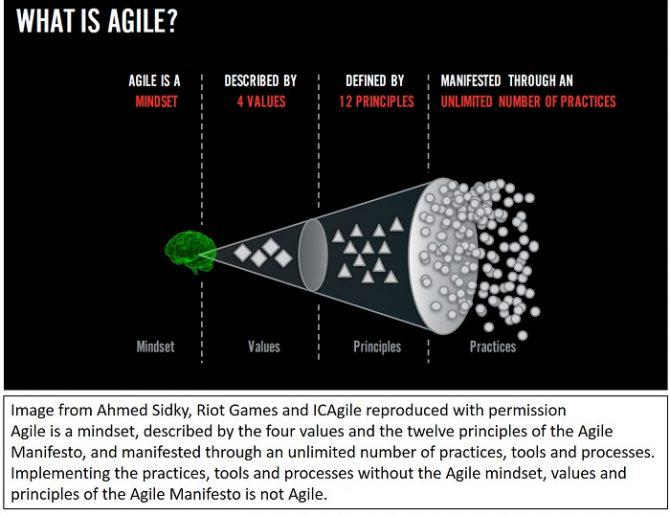 WHAT IS AGILE?
AGILE IS A
MINDSET
DESCRIBED BY
4 VALUES
DEFINED BY
12 PRINCIPLES
MANIFESTED THROUGH AN
UNLIMITED NUMBER OF PRACTICES
Mindset
Values
Principles
Practices
Image from Ahmed Sidky, Riot Games and ICAgile reproduced with permission
Agile is a mindset, described by the four values and the twelve principles of the Agile
Manifesto, and manifested through an unlimited number of practices, tools and processes.
Implementing the practices, tools and processes without the Agile mindset, values and
principles of the Agile Manifesto is not Agile.